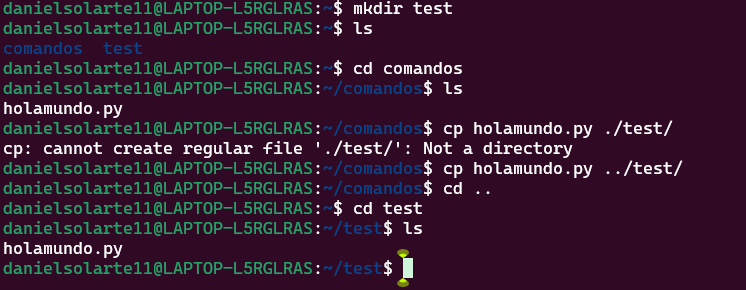 danielsolarte11@LAPTOP-L5RGLRAS:~$ mkdir test
danielsolarte11@LAPTOP-L5RGLRAS:~$ ls
comandos  test
danielsolarte11@LAPTOP-L5RGLRAS:~$ cd comandos
danielsolarte11@LAPTOP-L5RGLRAS:~/comandos$ ls
holamundo.py
danielsolarte11@LAPTOP-L5RGLRAS:~/comandos$ cp holamundo.py ./test/
cp: cannot create regular file './test/': Not a directory
danielsolarte11@LAPTOP-L5RGLRAS:~/comandos$ cp holamundo.py ../test/
danielsolarte11@LAPTOP-L5RGLRAS:~/comandos$ cd ..
danielsolarte11@LAPTOP-L5RGLRAS:~$ cd test
danielsolarte11@LAPTOP-L5RGLRAS:~/test$ ls
holamundo.py
danielsolarte11@LAPTOP-L5RGLRAS:~/test$